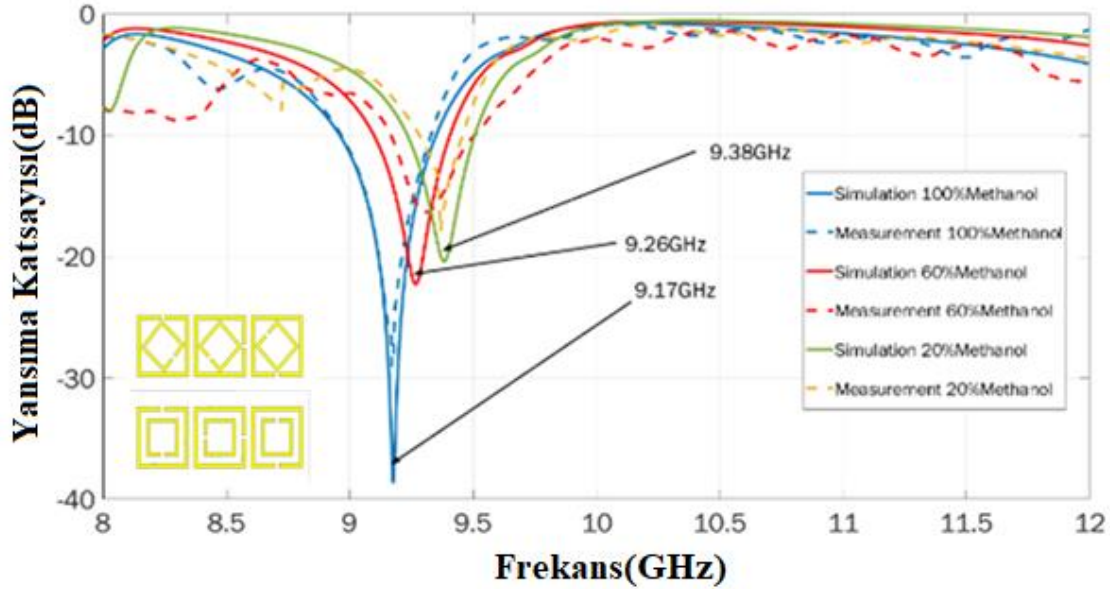 Yansıma Katsayısı(dB)
0
-10
-20
-30
-40
9.38GHz
9.26GHz
9.17GHz
Simulation 100%Methanol
Measurement 100%Methanol
Simulation 60%Methanol
Measurement 60%Methanol
Simulation 20%Methanol
Measurement 20%Methanol
8 8.5 9 9.5 10 10.5 11 11.5 12
Frekans(GHz)